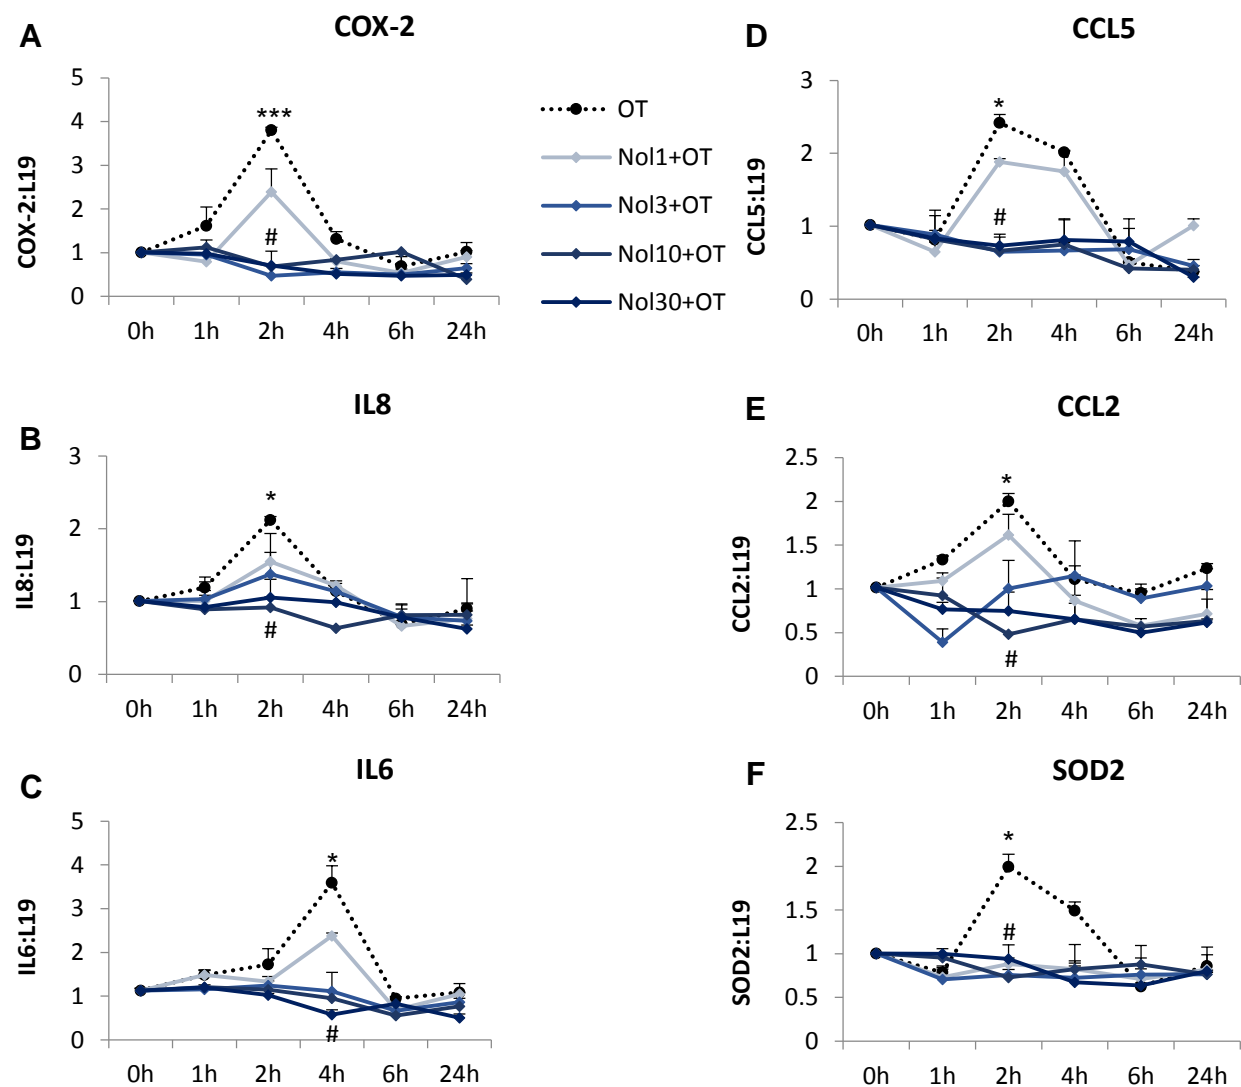 A
COX-2
COX-2:L19
5
4
3
2
1
0
***
#
0h 1h 2h 4h 6h 24h
OT
Nol1+OT
Nol3+OT
Nol10+OT
Nol30+OT
D
CCL5
CCL5:L19
3
2
1
0
*
#
0h 1h 2h 4h 6h 24h
B
IL8
IL8:L19
3
2
1
0
*
#
0h 1h 2h 4h 6h 24h
E
CCL2
CCL2:L19
2.5
2
1.5
1
0.5
0
*
#
0h 1h 2h 4h 6h 24h
C
IL6
IL6:L19
5
4
3
2
1
0
*
#
0h 1h 2h 4h 6h 24h
F
SOD2
SOD2:L19
2.5
2
1.5
1
0.5
0
*
#
0h 1h 2h 4h 6h 24h